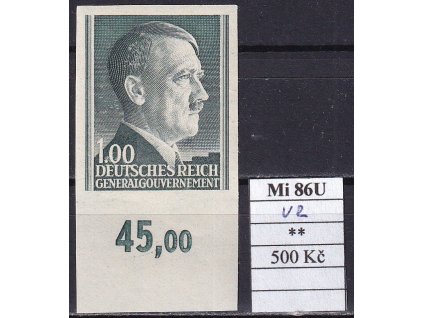 1.00
DEUTSCHES REICH
GENERALGOUVERNEMENT
45,00
Mi 86U
V2
**
500 Kč